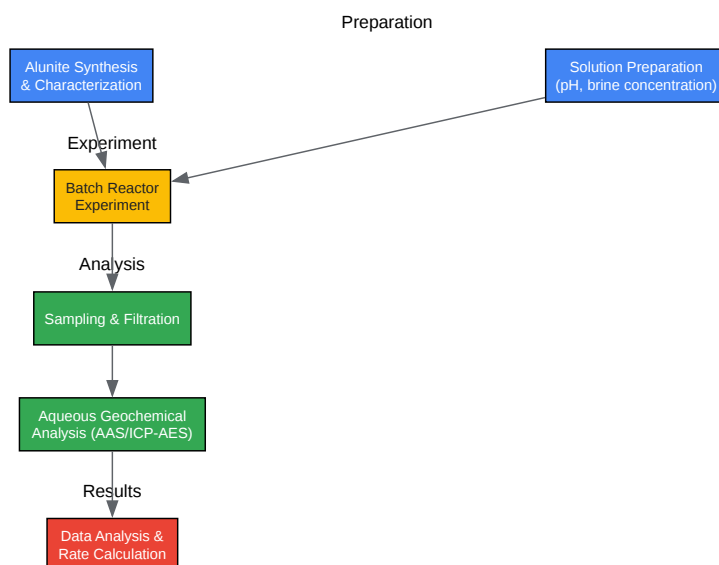 Preparation
Alunite Synthesis
& Characterization
Solution Preparation
(pH, brine concentration)
Experiment
Batch Reactor
Experiment
Analysis
Sampling & Filtration
Aqueous Geochemical
Analysis (AAS/ICP-AES)
Results
Data Analysis &
Rate Calculation